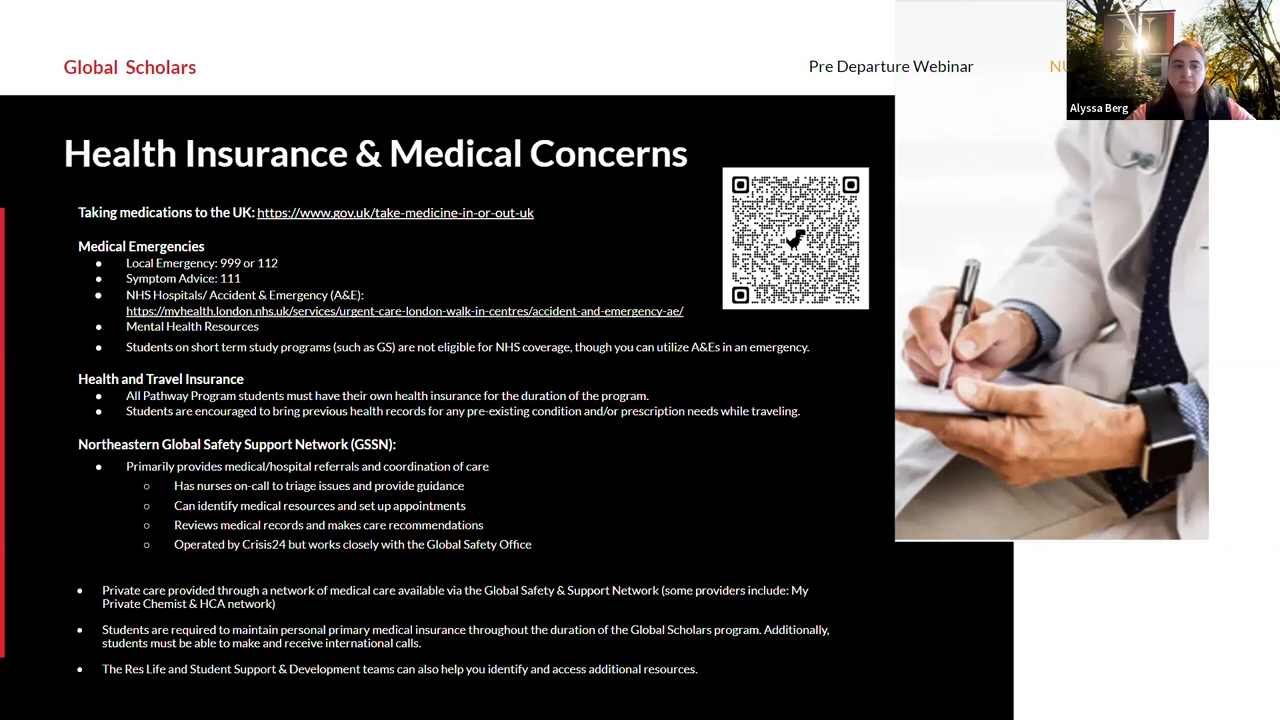 Global Scholars
Pre Departure Webinar
NU
Alyssa Berg
Health Insurance & Medical Concerns
Taking medications to the UK: https://www.gov.uk/take-medicine-in-or-out-uk
Medical Emergencies
● Local Emergency: 999 or 112
● Symptom Advice: 111
● NHS Hospitals/ Accident & Emergency (A&E):
https://myhealth.london.nhs.uk/services/urgent-care-london-walk-in-centres/accident-and-emergency-ae/
● Mental Health Resources
● Students on short term study programs (such as GS) are not eligible for NHS coverage, though you can utilize A&Es in an emergency.
Health and Travel Insurance
● All Pathway Program students must have their own health insurance for the duration of the program.
● Students are encouraged to bring previous health records for any pre-existing condition and/or prescription needs while traveling.
Northeastern Global Safety Support Network (GSSN):
● Primarily provides medical/hospital referrals and coordination of care
○ Has nurses on-call to triage issues and provide guidance
○ Can identify medical resources and set up appointments
○ Reviews medical records and makes care recommendations
○ Operated by Crisis24 but works closely with the Global Safety Office
● Private care provided through a network of medical care available via the Global Safety & Support Network (some providers include: My
Private Chemist & HCA network)
● Students are required to maintain personal primary medical insurance throughout the duration of the Global Scholars program. Additionally,
students must be able to make and receive international calls.
● The Res Life and Student Support & Development teams can also help you identify and access additional resources.